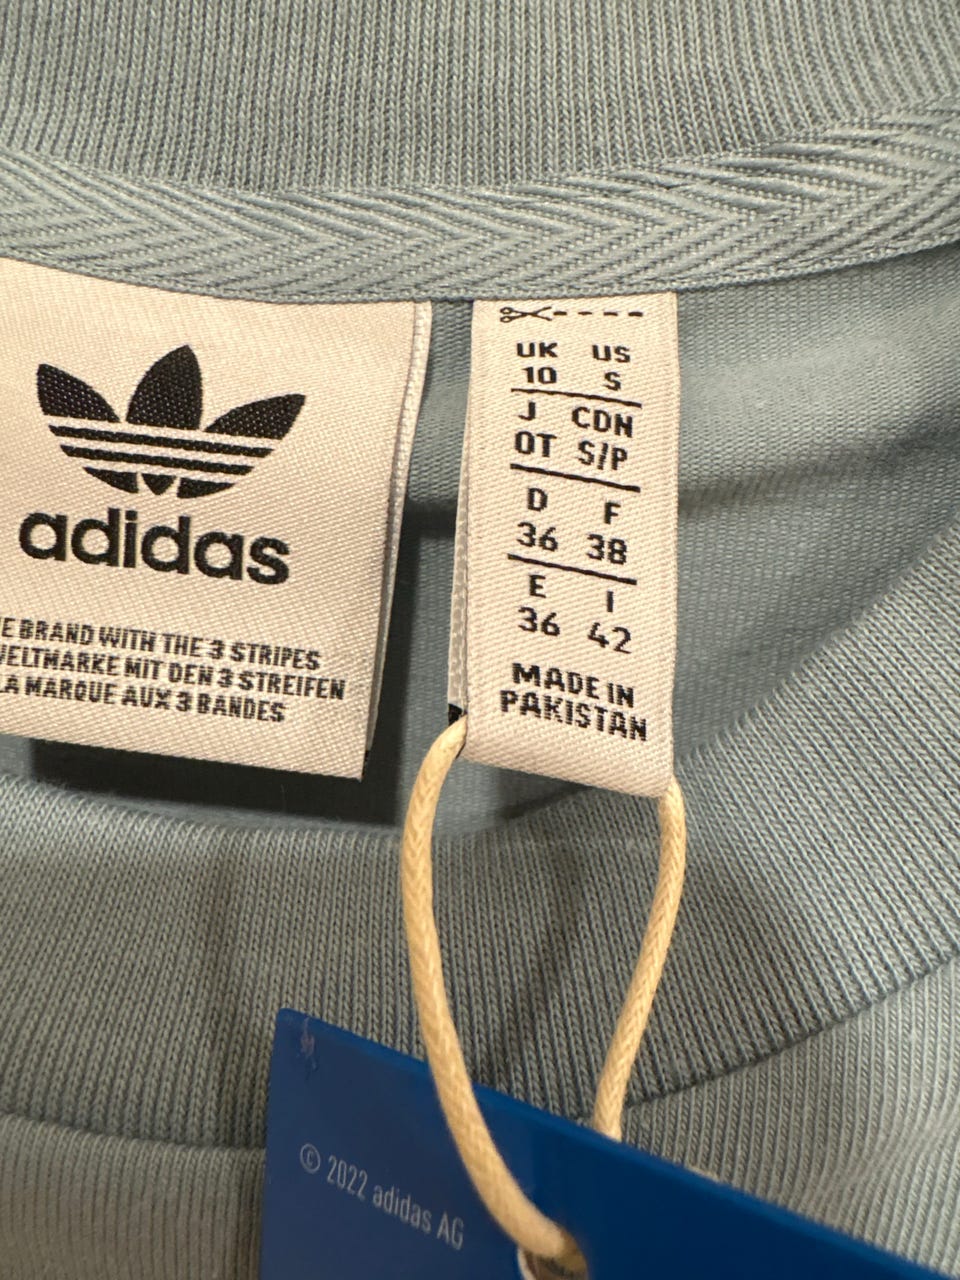 adidas
E BRAND WITH THE 3 STRIPES
WELTMARKE MIT DEN 3 STREIFEN
LA MARQUE AUX 3 BANDES
UK US
10 S
J CDN
OT S/P
D F
36 38
E I
36 42
MADE IN
PAKISTAN
© 2022 adidas AG